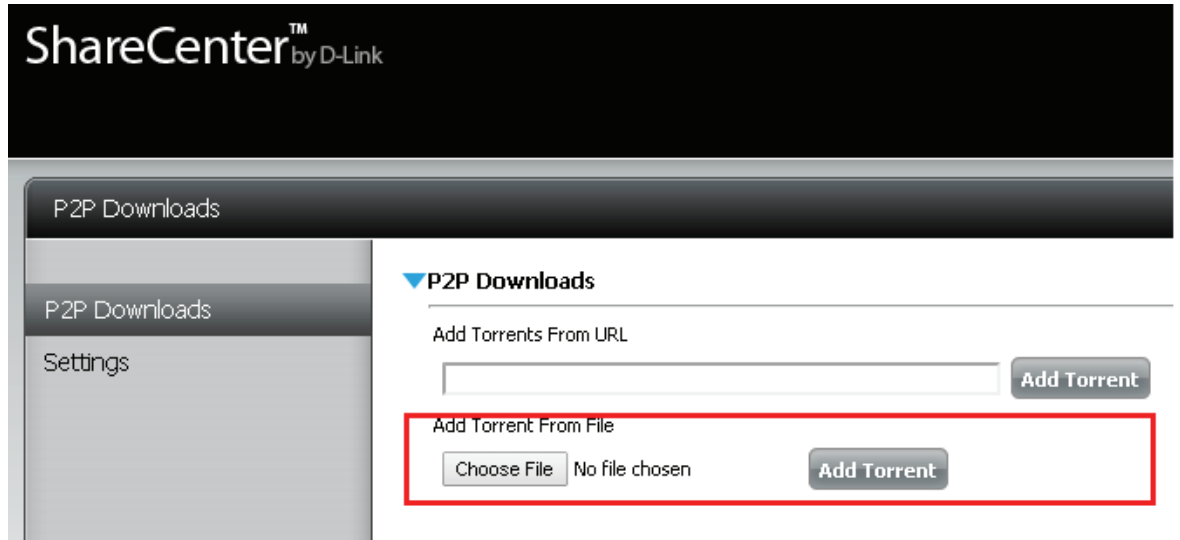 ShareCenter™ by D-Link
P2P Downloads
P2P Downloads
Settings
P2P Downloads
Add Torrents From URL
Add Torrent
Add Torrent From File
Choose File No file chosen Add Torrent